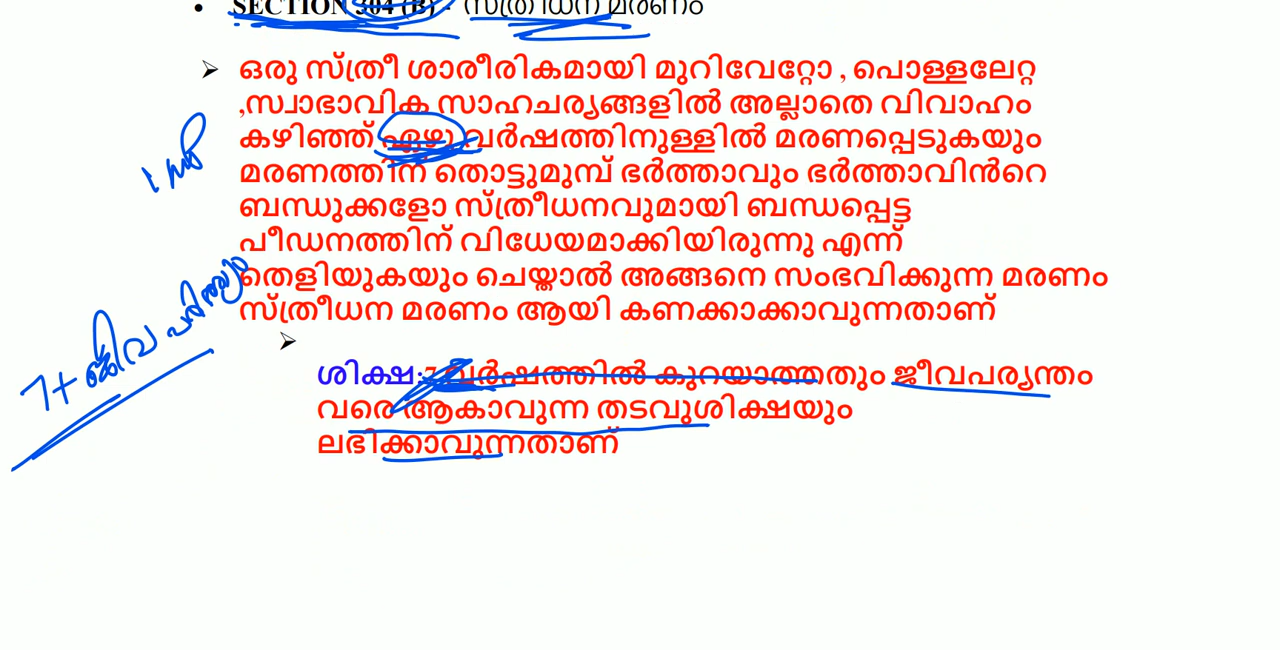 • SECTION 304 (B) - സ്ത്രീധന മരണം
➢ ഒരു സ്ത്രീ ശാരീരികമായി മുറിവേറ്റോ , പൊള്ളലേറ്റ
,സ്വാഭാവിക സാഹചര്യങ്ങളിൽ അല്ലാതെ വിവാഹം
കഴിഞ്ഞ് ഏഴു വർഷത്തിനുള്ളിൽ മരണപ്പെടുകയും
മരണത്തിന് തൊട്ടുമുമ്പ് ഭർത്താവും ഭർത്താവിൻറെ
ബന്ധുക്കളോ സ്ത്രീധനവുമായി ബന്ധപ്പെട്ട
പീഡനത്തിന് വിധേയമാക്കിയിരുന്നു എന്ന്
തെളിയുകയും ചെയ്താൽ അങ്ങനെ സംഭവിക്കുന്ന മരണം
സ്ത്രീധന മരണം ആയി കണക്കാക്കാവുന്നതാണ്
➢
ശിക്ഷ:7 വർഷത്തിൽ കുറയാത്തതും ജീവപര്യന്തം
വരെ ആകാവുന്ന തടവുശിക്ഷയും
ലഭിക്കാവുന്നതാണ്
7+ ജീവപര്യന്തം